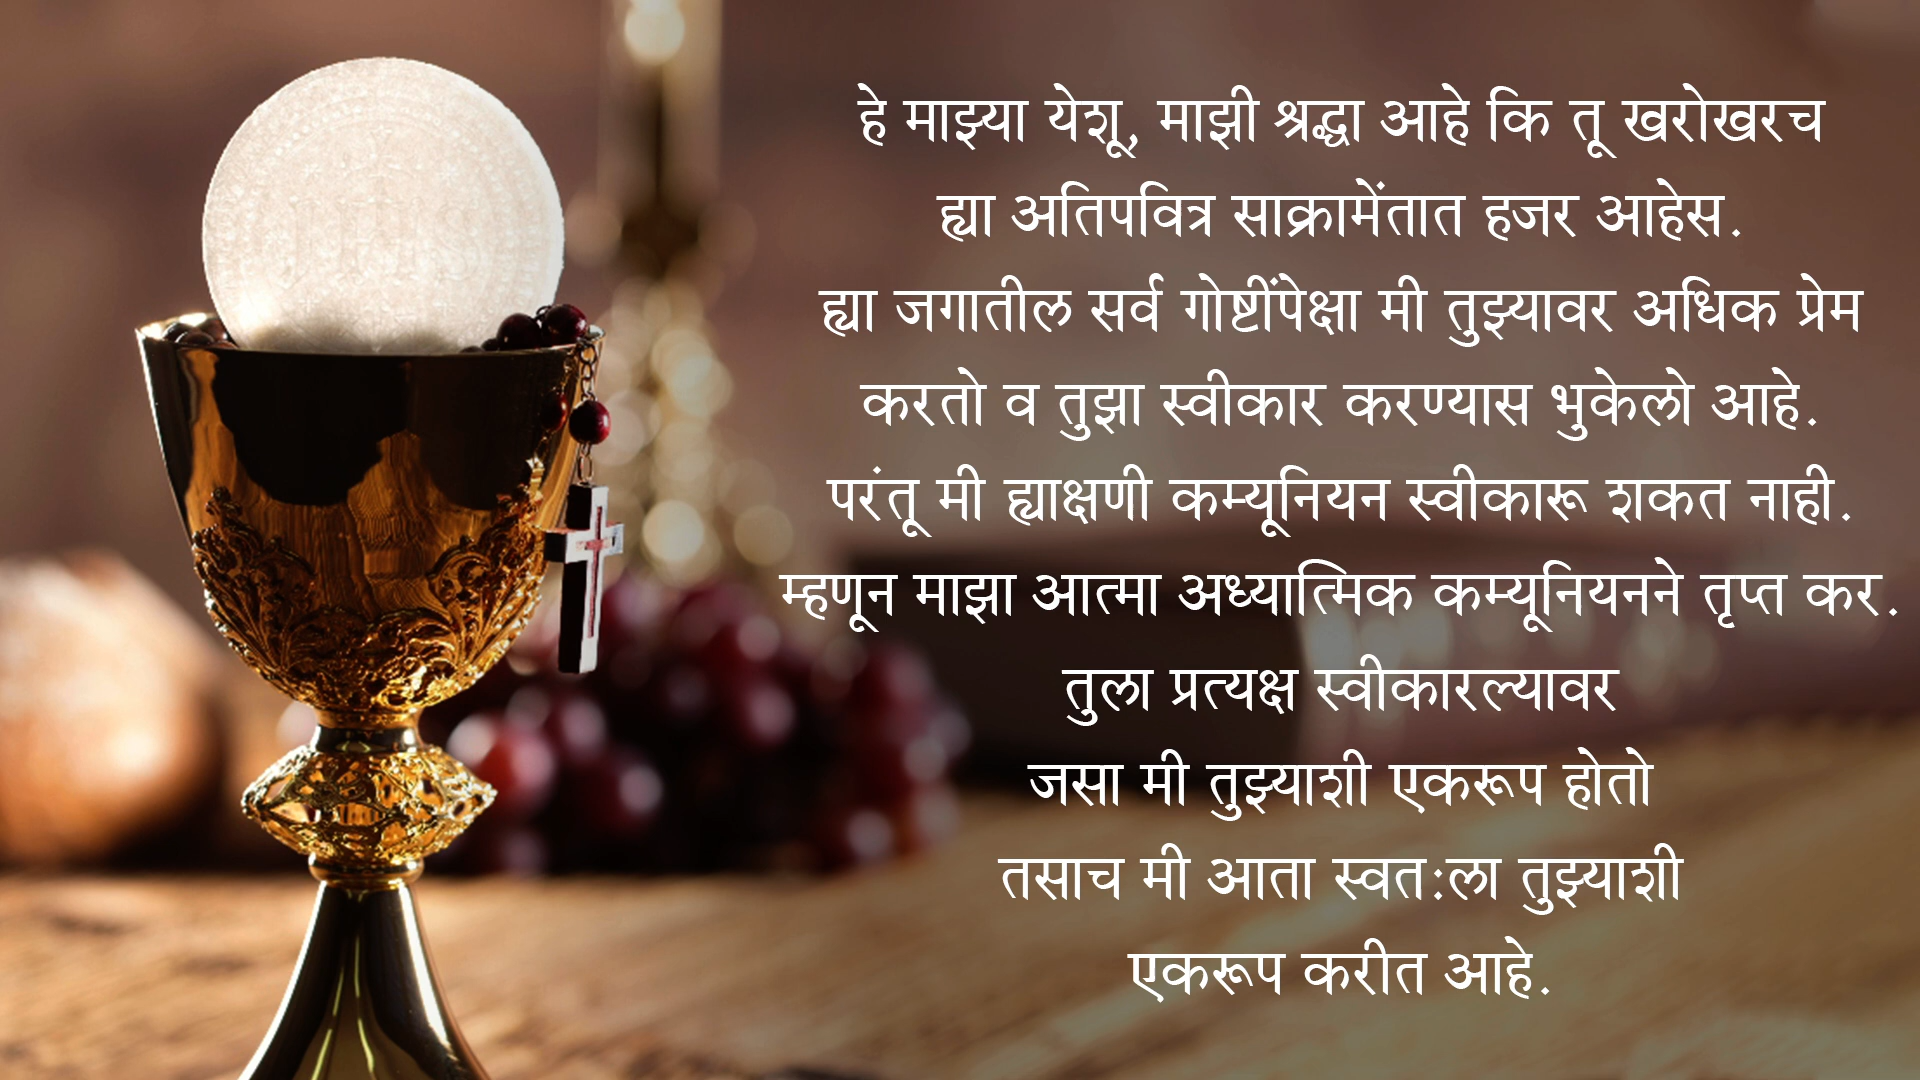 हे माझ्या येशू, माझी श्रद्धा आहे कि तू खरोखरच
ह्या अतिपवित्र साक्रामेंतात हजर आहेस.
ह्या जगातील सर्व गोष्टींपेक्षा मी तुझ्यावर अधिक प्रेम
करतो व तुझा स्वीकार करण्यास भुकेलो आहे.
परंतू मी ह्याक्षणी कम्यूनियन स्वीकारू शकत नाही.
म्हणून माझा आत्मा अध्यात्मिक कम्यूनियनने तृप्त कर.
तुला प्रत्यक्ष स्वीकारल्यावर
जसा मी तुझ्याशी एकरूप होतो
तसाच मी आता स्वत:ला तुझ्याशी
एकरूप करीत आहे.